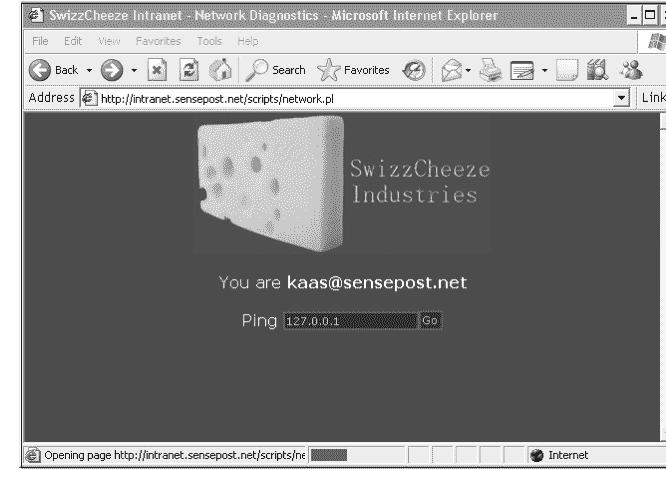 SwizzCheeze Intranet - Network Diagnostics - Microsoft Internet Explorer
File Edit View Favorites Tools Help
Back Search Favorites
Address http://intranet.sensepost.net/scripts/network.pl Link
SwizzCheeze
Industries
You are kaas@sensepost.net
Ping 127.0.0.1 Go
Opening page http://intranet.sensepost.net/scripts/ne Internet